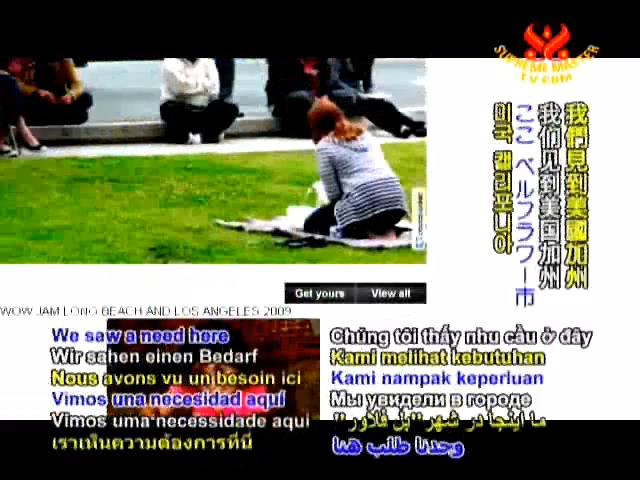 SUPREME MASTER
TV.COM
我們見到美國加州
我们见到美国加州
ここ ベルフラワー市
미국 캘리포니아
Get yours View all
WOW JAM LONG BEACH AND LOS ANGELES 2009
We saw a need here
Wir sahen einen Bedarf
Nous avons vu un besoin ici
Vimos una necesidad aquí
Vimos uma necessidade aqui
เราเห็นความต้องการที่นี่
Chúng tôi thấy nhu cầu ở đây
Kami melihat kebutuhan
Kami nampak keperluan
Мы увидели в городе
ما اینجا در شهر "بل فلاور"
وجدنا طلب هنا